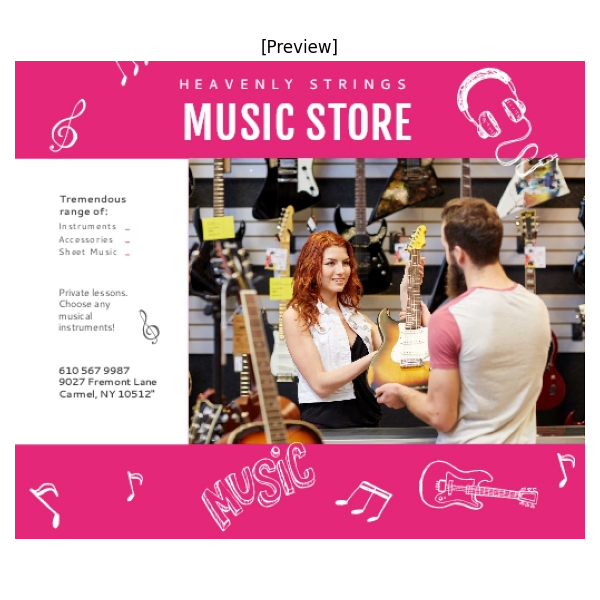 [Preview]
HEAVENLY STRINGS
MUSIC STORE
Tremendous
range of:
Instruments
Accessories
Sheet Music
Private lessons.
Choose any
musical
instruments!
610 567 9987
9027 Fremont Lane
Carmel, NY 10512"
MUSIC